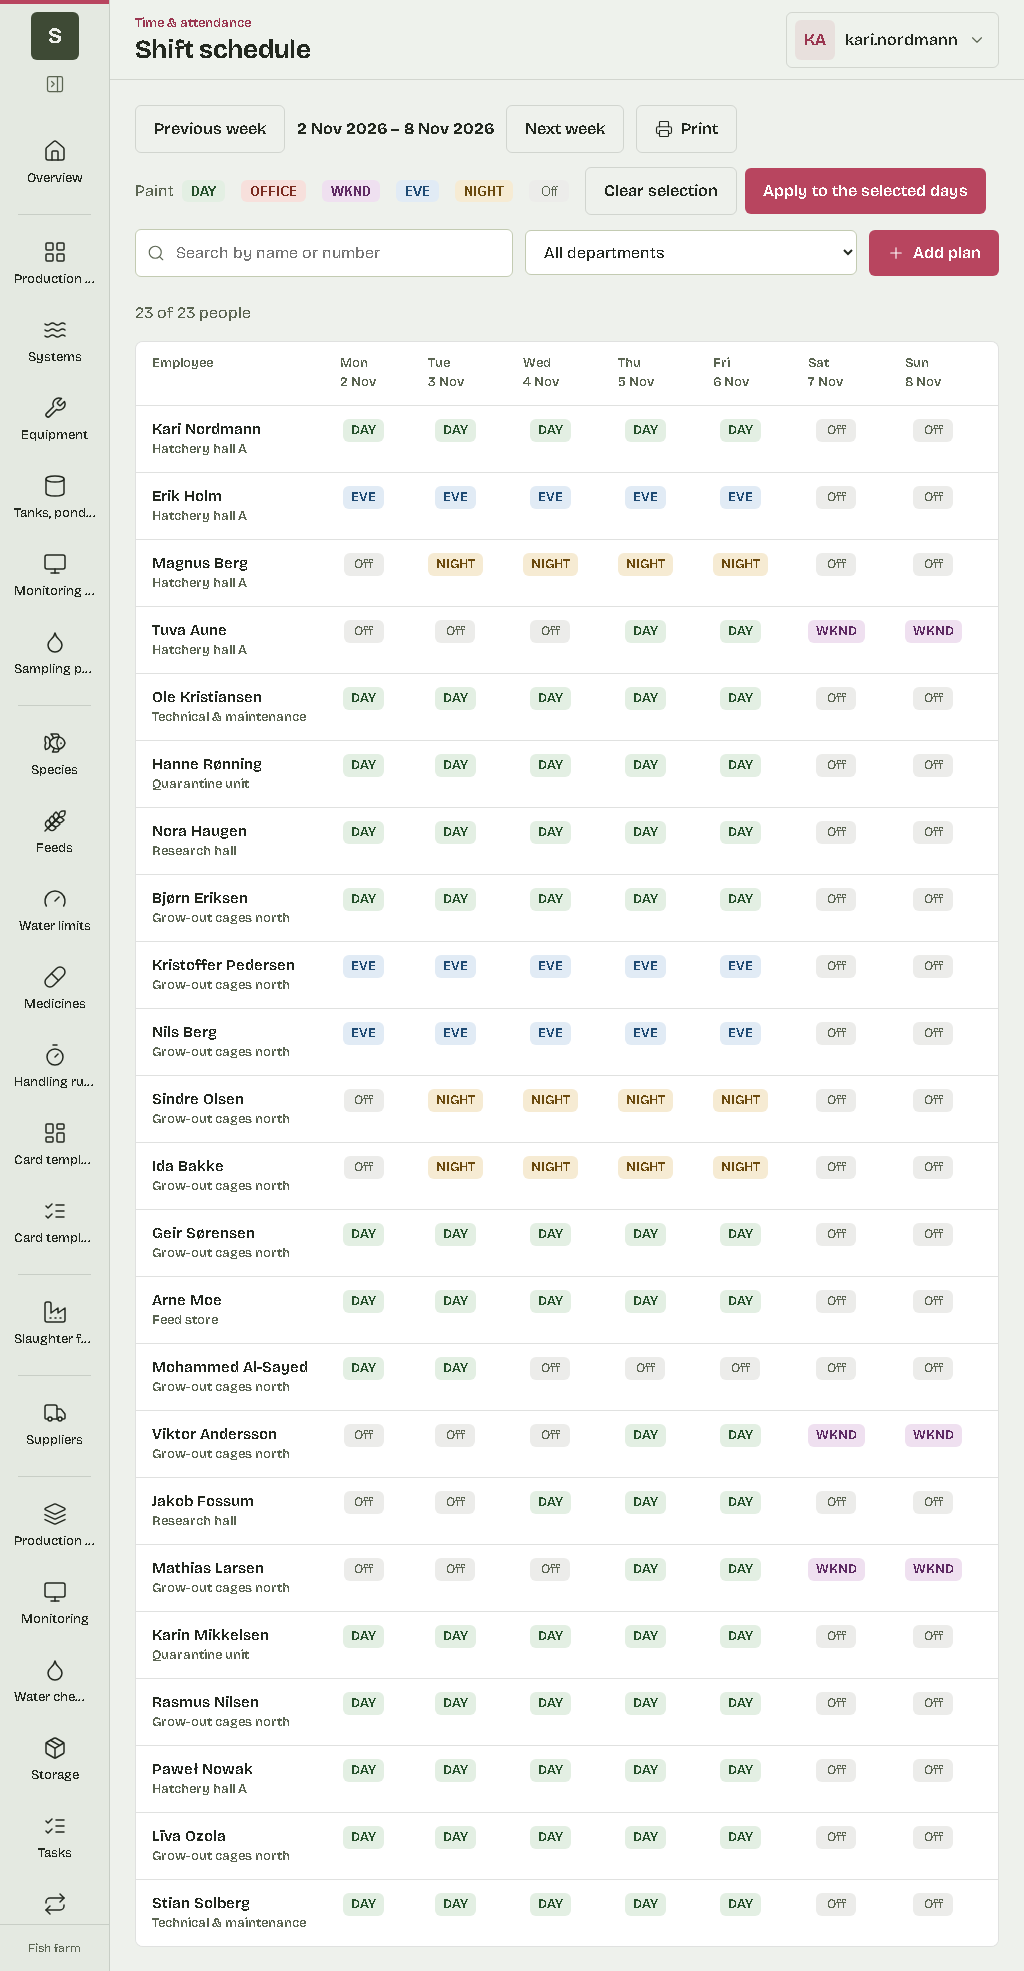 S
Overview
Production ...
Systems
Equipment
Tanks, pond...
Monitoring ...
Sampling p...
Species
Feeds
Water limits
Medicines
Handling ru...
Card templ...
Card templ...
Slaughter f...
Suppliers
Production ...
Monitoring
Water che...
Storage
Tasks
Fish farm
Time & attendance
Shift schedule
KA kari.nordmann
Previous week 2 Nov 2026 – 8 Nov 2026 Next week Print
Paint DAY OFFICE WKND EVE NIGHT Off Clear selection Apply to the selected days
Search by name or number All departments Add plan
23 of 23 people
Employee Mon Tue Wed Thu Fri Sat Sun
2 Nov 3 Nov 4 Nov 5 Nov 6 Nov 7 Nov 8 Nov
Kari Nordmann DAY DAY DAY DAY DAY Off Off
Hatchery hall A
Erik Holm EVE EVE EVE EVE EVE Off Off
Hatchery hall A
Magnus Berg Off NIGHT NIGHT NIGHT NIGHT Off Off
Hatchery hall A
Tuva Aune Off Off Off DAY DAY WKND WKND
Hatchery hall A
Ole Kristiansen DAY DAY DAY DAY DAY Off Off
Technical & maintenance
Hanne Rønning DAY DAY DAY DAY DAY Off Off
Quarantine unit
Nora Haugen DAY DAY DAY DAY DAY Off Off
Research hall
Bjørn Eriksen DAY DAY DAY DAY DAY Off Off
Grow-out cages north
Kristoffer Pedersen EVE EVE EVE EVE EVE Off Off
Grow-out cages north
Nils Berg EVE EVE EVE EVE EVE Off Off
Grow-out cages north
Sindre Olsen Off NIGHT NIGHT NIGHT NIGHT Off Off
Grow-out cages north
Ida Bakke Off NIGHT NIGHT NIGHT NIGHT Off Off
Grow-out cages north
Geir Sørensen DAY DAY DAY DAY DAY Off Off
Grow-out cages north
Arne Moe DAY DAY DAY DAY DAY Off Off
Feed store
Mohammed Al-Sayed DAY DAY Off Off Off Off Off
Grow-out cages north
Viktor Andersson Off Off Off DAY DAY WKND WKND
Grow-out cages north
Jakob Fossum Off Off DAY DAY DAY Off Off
Research hall
Mathias Larsen Off Off Off DAY DAY WKND WKND
Grow-out cages north
Karin Mikkelsen DAY DAY DAY DAY DAY Off Off
Quarantine unit
Rasmus Nilsen DAY DAY DAY DAY DAY Off Off
Grow-out cages north
Paweł Nowak DAY DAY DAY DAY DAY Off Off
Hatchery hall A
Līva Ozola DAY DAY DAY DAY DAY Off Off
Grow-out cages north
Stian Solberg DAY DAY DAY DAY DAY Off Off
Technical & maintenance